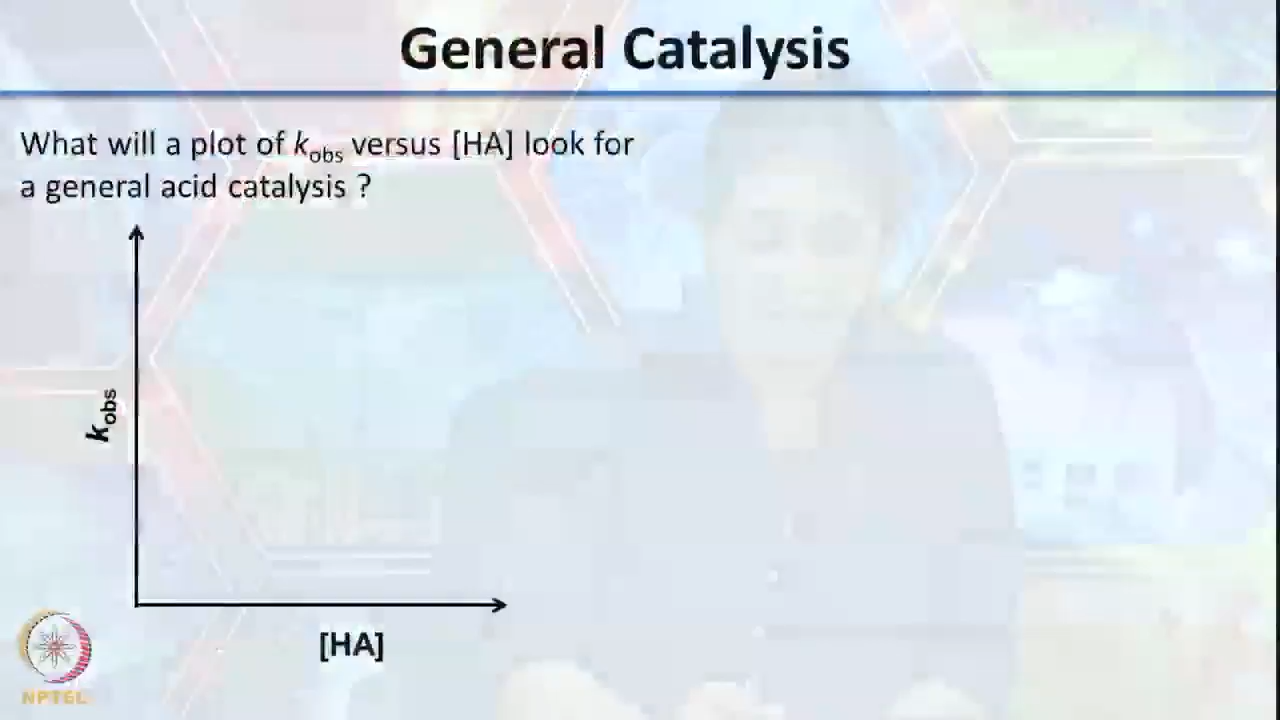 General Catalysis
What will a plot of kobs versus [HA] look for
a general acid catalysis ?
kobs
[HA]
NPTEL